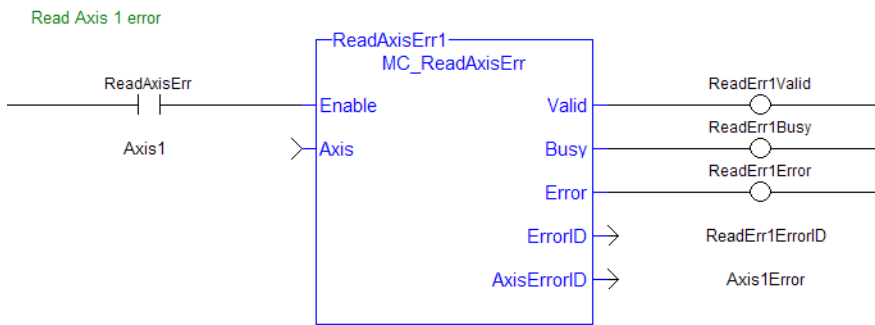 Read Axis 1 error
ReadAxisErr1
MC_ReadAxisErr
ReadAxisErr
ReadErr1Valid
Enable
Valid
ReadErr1Busy
Axis1
Axis
Busy
ReadErr1Error
Error
ErrorID
ReadErr1ErrorID
AxisErrorID
Axis1Error